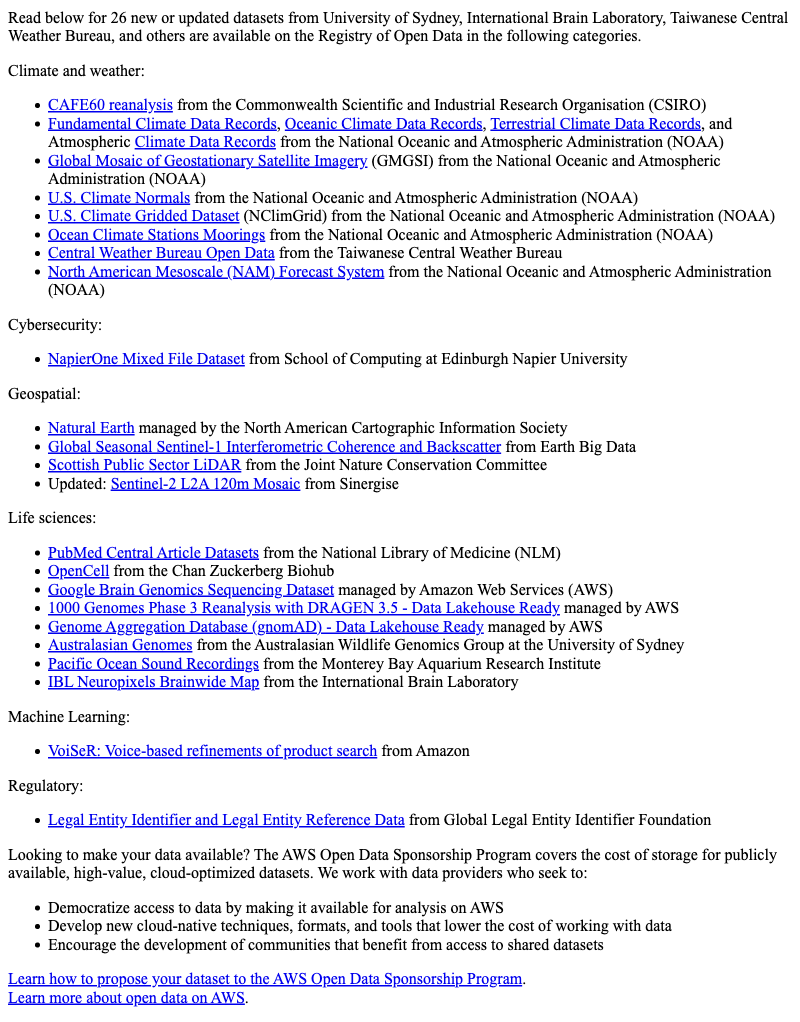 Read below for 26 new or updated datasets from University of Sydney, International Brain Laboratory, Taiwanese Central
Weather Bureau, and others are available on the Registry of Open Data in the following categories.
Climate and weather:
• CAFE60 reanalysis from the Commonwealth Scientific and Industrial Research Organisation (CSIRO)
• Fundamental Climate Data Records, Oceanic Climate Data Records, Terrestrial Climate Data Records, and
Atmospheric Climate Data Records from the National Oceanic and Atmospheric Administration (NOAA)
• Global Mosaic of Geostationary Satellite Imagery (GMGSI) from the National Oceanic and Atmospheric
Administration (NOAA)
• U.S. Climate Normals from the National Oceanic and Atmospheric Administration (NOAA)
• U.S. Climate Gridded Dataset (NClimGrid) from the National Oceanic and Atmospheric Administration (NOAA)
• Ocean Climate Stations Moorings from the National Oceanic and Atmospheric Administration (NOAA)
• Central Weather Bureau Open Data from the Taiwanese Central Weather Bureau
• North American Mesoscale (NAM) Forecast System from the National Oceanic and Atmospheric Administration
(NOAA)
Cybersecurity:
• NapierOne Mixed File Dataset from School of Computing at Edinburgh Napier University
Geospatial:
• Natural Earth managed by the North American Cartographic Information Society
• Global Seasonal Sentinel-1 Interferometric Coherence and Backscatter from Earth Big Data
• Scottish Public Sector LiDAR from the Joint Nature Conservation Committee
• Updated: Sentinel-2 L2A 120m Mosaic from Sinergise
Life sciences:
• PubMed Central Article Datasets from the National Library of Medicine (NLM)
• OpenCell from the Chan Zuckerberg Biohub
• Google Brain Genomics Sequencing Dataset managed by Amazon Web Services (AWS)
• 1000 Genomes Phase 3 Reanalysis with DRAGEN 3.5 - Data Lakehouse Ready managed by AWS
• Genome Aggregation Database (gnomAD) - Data Lakehouse Ready managed by AWS
• Australasian Genomes from the Australasian Wildlife Genomics Group at the University of Sydney
• Pacific Ocean Sound Recordings from the Monterey Bay Aquarium Research Institute
• IBL Neuropixels Brainwide Map from the International Brain Laboratory
Machine Learning:
• VoiSeR: Voice-based refinements of product search from Amazon
Regulatory:
• Legal Entity Identifier and Legal Entity Reference Data from Global Legal Entity Identifier Foundation
Looking to make your data available? The AWS Open Data Sponsorship Program covers the cost of storage for publicly
available, high-value, cloud-optimized datasets. We work with data providers who seek to:
• Democratize access to data by making it available for analysis on AWS
• Develop new cloud-native techniques, formats, and tools that lower the cost of working with data
• Encourage the development of communities that benefit from access to shared datasets
Learn how to propose your dataset to the AWS Open Data Sponsorship Program.
Learn more about open data on AWS.